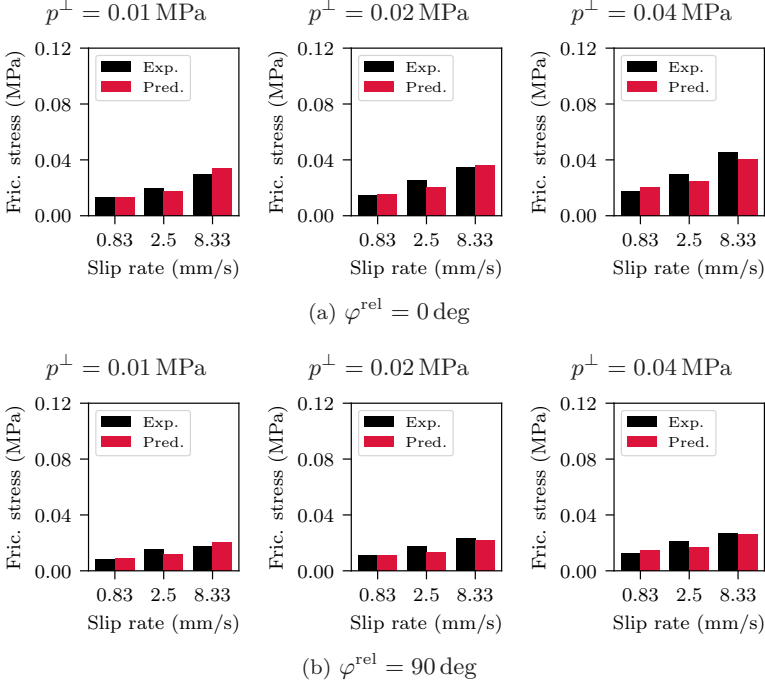 p⊥ = 0.01 MPa
p⊥ = 0.02 MPa
p⊥ = 0.04 MPa
Fric. stress (MPa)
0.12
0.08
0.04
0.00
Exp.
Pred.
0.83 2.5 8.33
Slip rate (mm/s)
Fric. stress (MPa)
0.12
0.08
0.04
0.00
Exp.
Pred.
0.83 2.5 8.33
Slip rate (mm/s)
Fric. stress (MPa)
0.12
0.08
0.04
0.00
Exp.
Pred.
0.83 2.5 8.33
Slip rate (mm/s)
(a) φ^rel = 0 deg
p⊥ = 0.01 MPa
p⊥ = 0.02 MPa
p⊥ = 0.04 MPa
Fric. stress (MPa)
0.12
0.08
0.04
0.00
Exp.
Pred.
0.83 2.5 8.33
Slip rate (mm/s)
Fric. stress (MPa)
0.12
0.08
0.04
0.00
Exp.
Pred.
0.83 2.5 8.33
Slip rate (mm/s)
Fric. stress (MPa)
0.12
0.08
0.04
0.00
Exp.
Pred.
0.83 2.5 8.33
Slip rate (mm/s)
(b) φ^rel = 90 deg